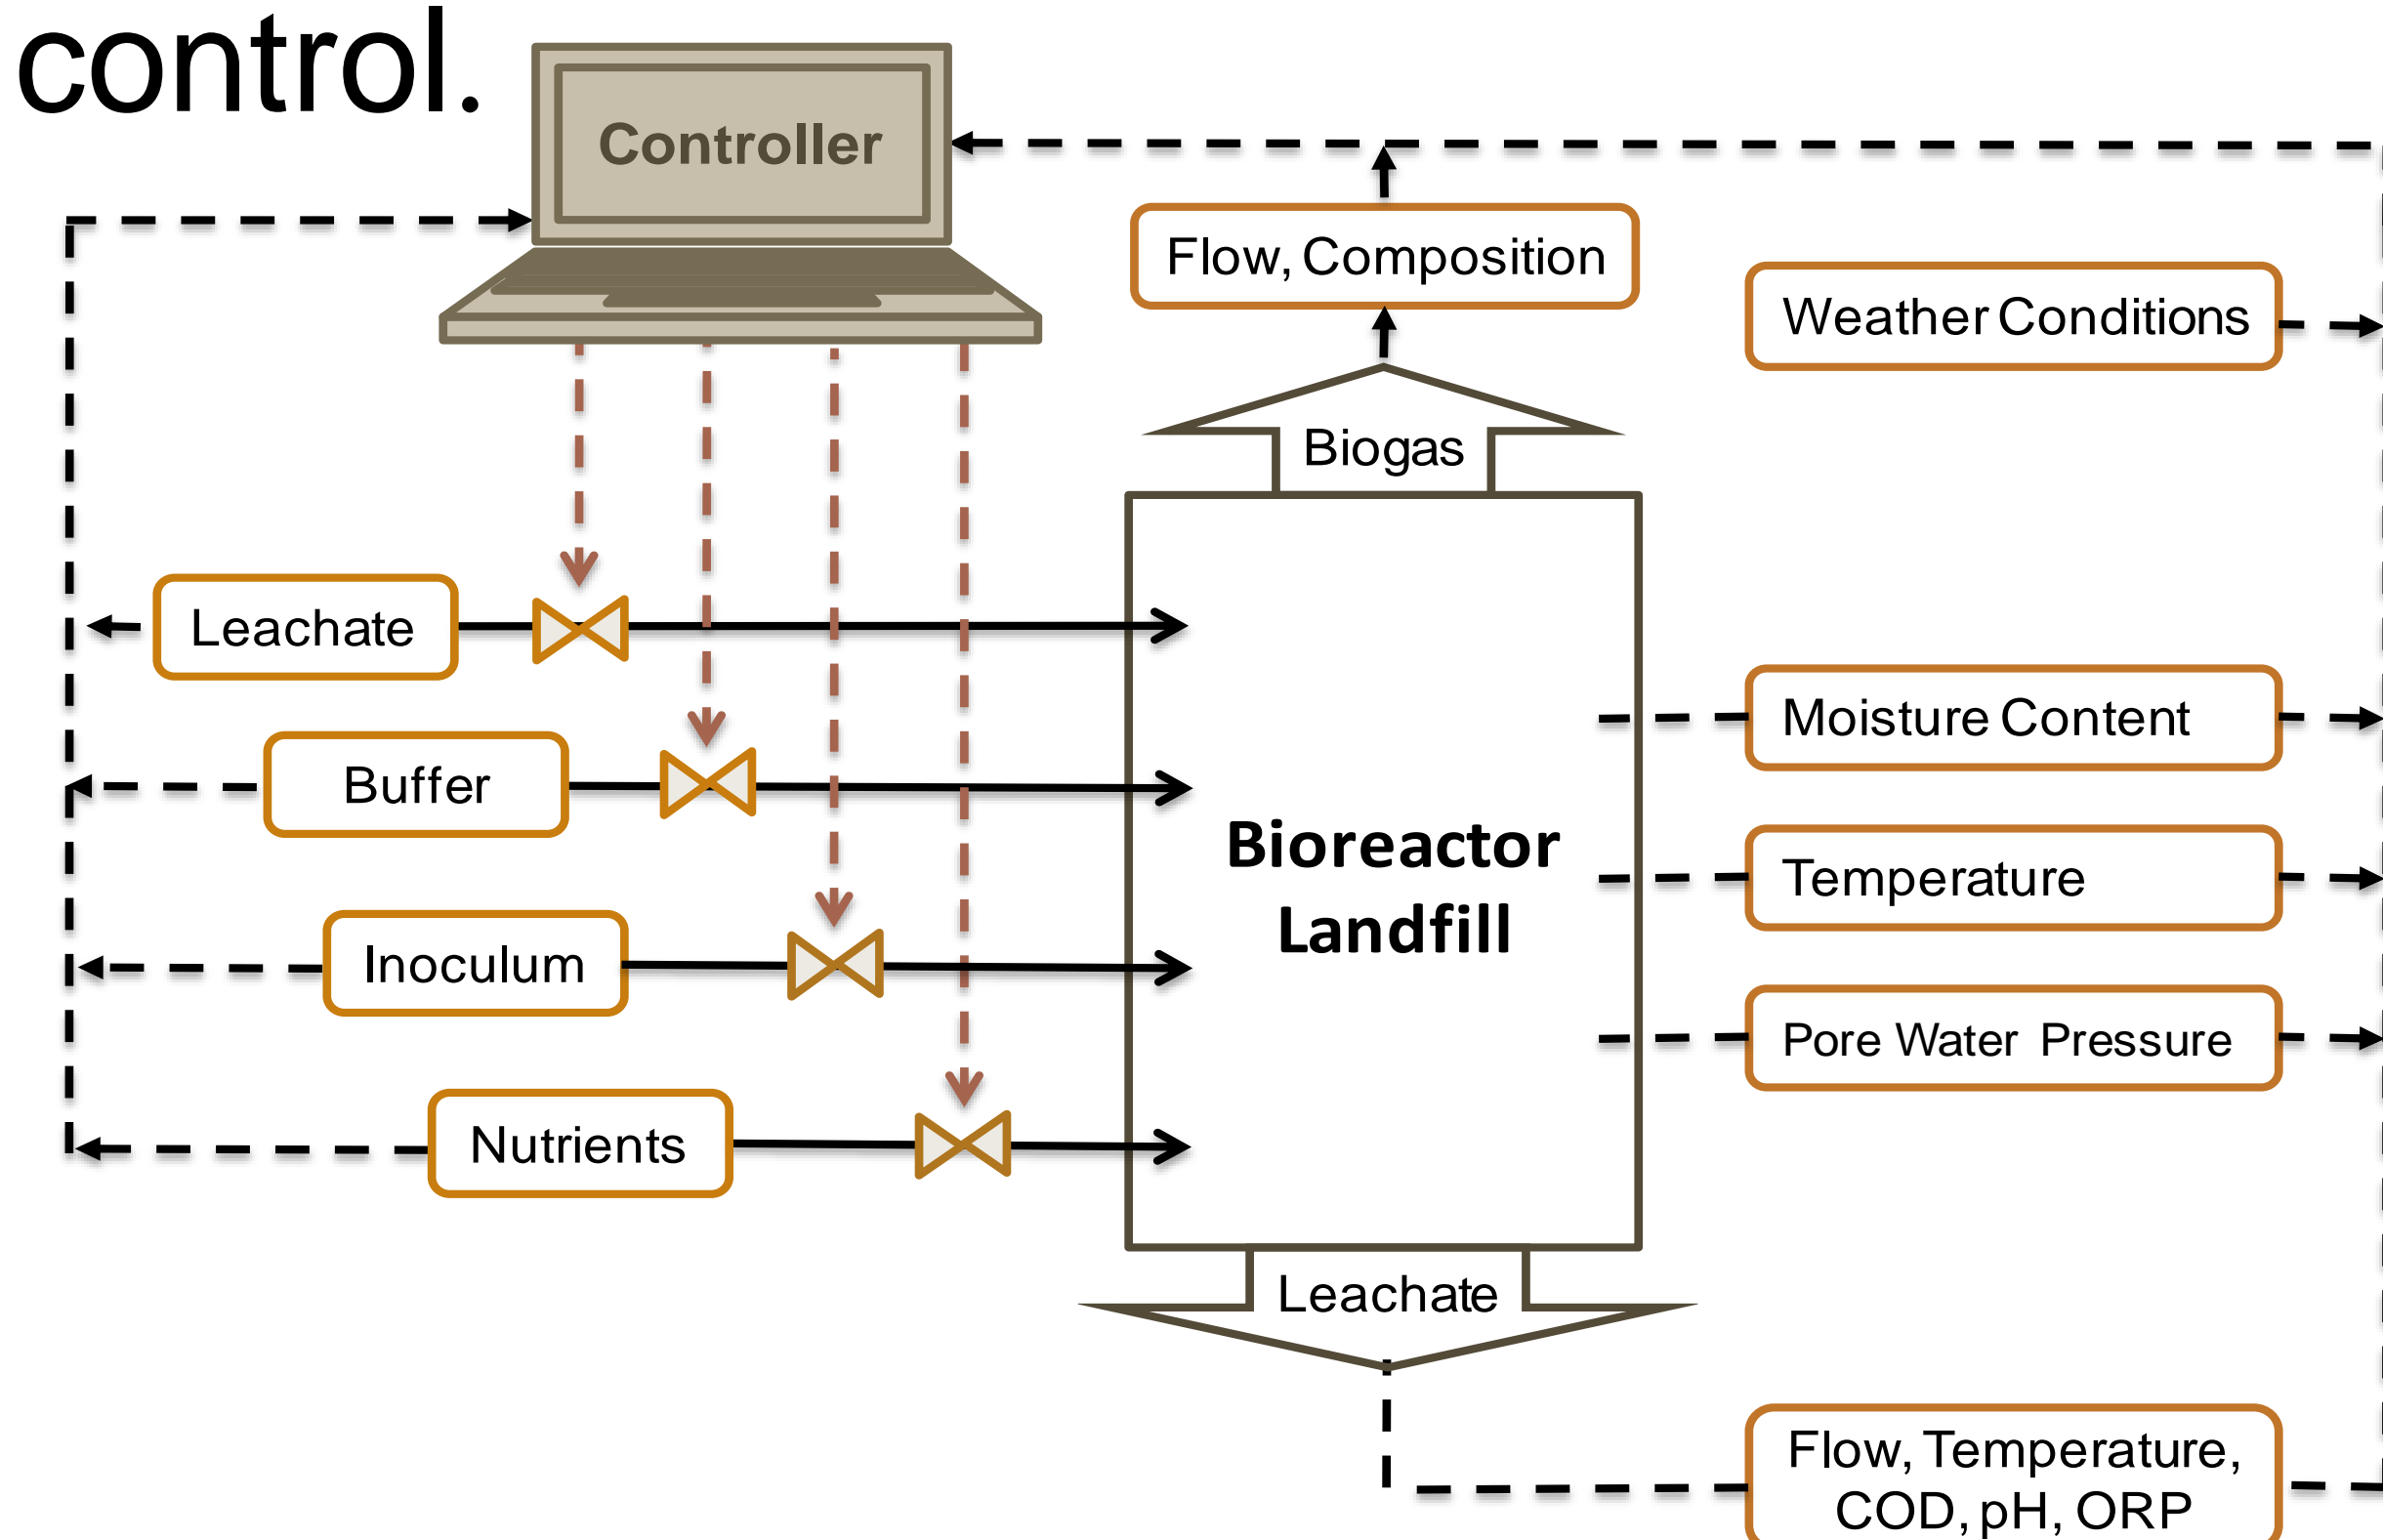 control.
Controller
Flow, Composition
Weather Conditions
Biogas
Leachate
Buffer
Inoculum
Nutrients
Bioreactor
Landfill
Moisture Content
Temperature
Pore Water Pressure
Leachate
Flow, Temperature,
COD, pH, ORP